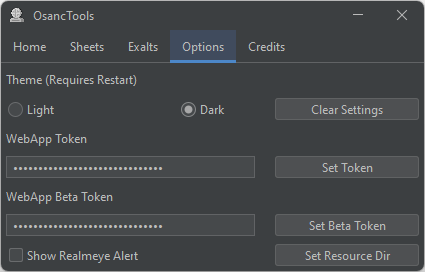 OsancTools
Home Sheets Exalts Options Credits
Theme (Requires Restart)
Light Dark Clear Settings
WebApp Token
•••••••••••••••••••••••••••••• Set Token
WebApp Beta Token
•••••••••••••••••••••••••••••• Set Beta Token
Show Realmeye Alert Set Resource Dir